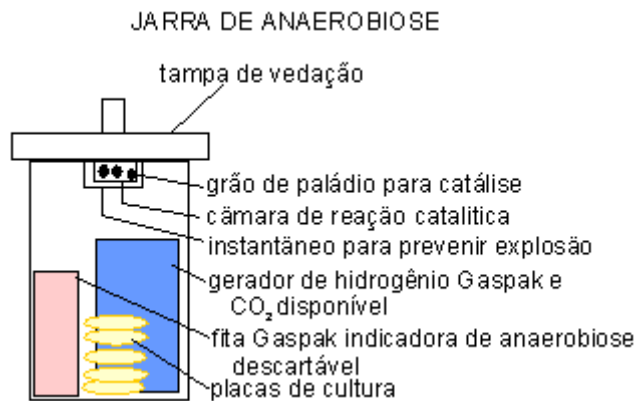 JARRA DE ANAEROBIOSE
tampa de vedação
grão de paládio para catálise
câmara de reação catalitica
instantâneo para prevenir explosão
gerador de hidrogênio Gaspak e
CO₂ disponível
fita Gaspak indicadora de anaerobiose
descartável
placas de cultura